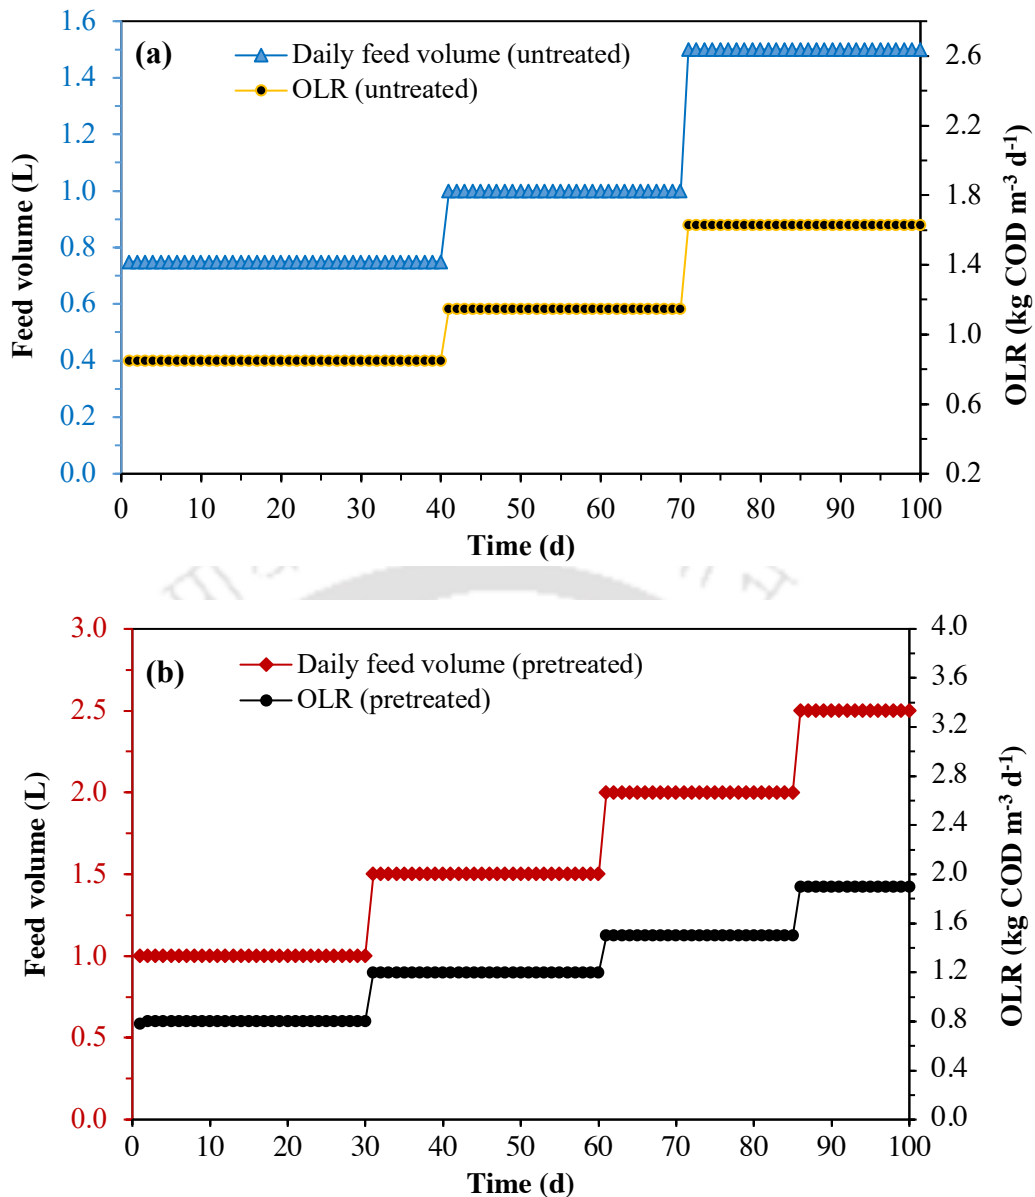 (a)
Daily feed volume (untreated)
OLR (untreated)
Feed volume (L)
1.6
1.5
1.4
1.2
1.0
0.8
0.6
0.4
0.2
0.0
2.6
2.2
1.8
1.4
1.0
0.6
0.2
OLR (kg COD m-3 d-1)
0 10 20 30 40 50 60 70 80 90 100
Time (d)
(b)
Daily feed volume (pretreated)
OLR (pretreated)
Feed volume (L)
3.0
2.5
2.0
1.5
1.0
0.5
0.0
4.0
3.6
3.2
2.8
2.4
2.0
1.6
1.2
0.8
0.4
0.0
OLR (kg COD m-3 d-1)
0 10 20 30 40 50 60 70 80 90 100
Time (d)